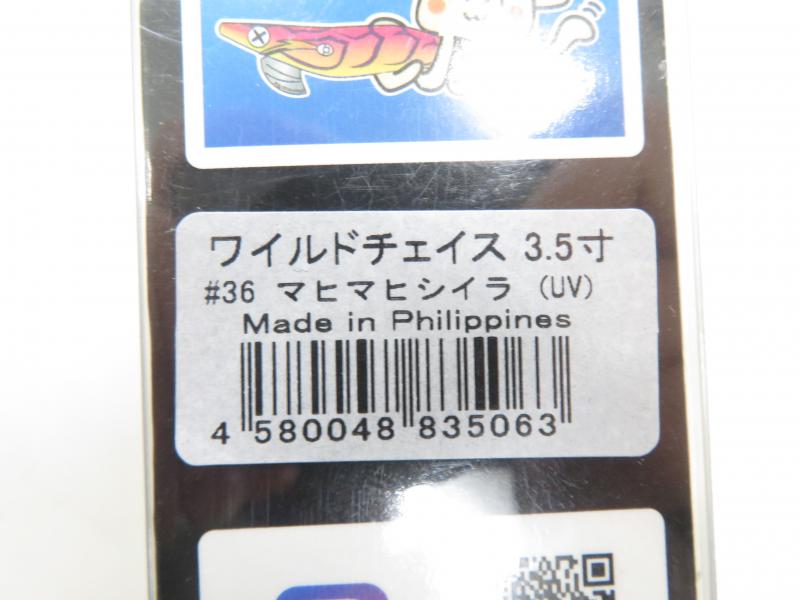 ワイルドチェイス 3.5寸
#36 マヒマヒシイラ (UV)
Made in Philippines
4 580048 835063